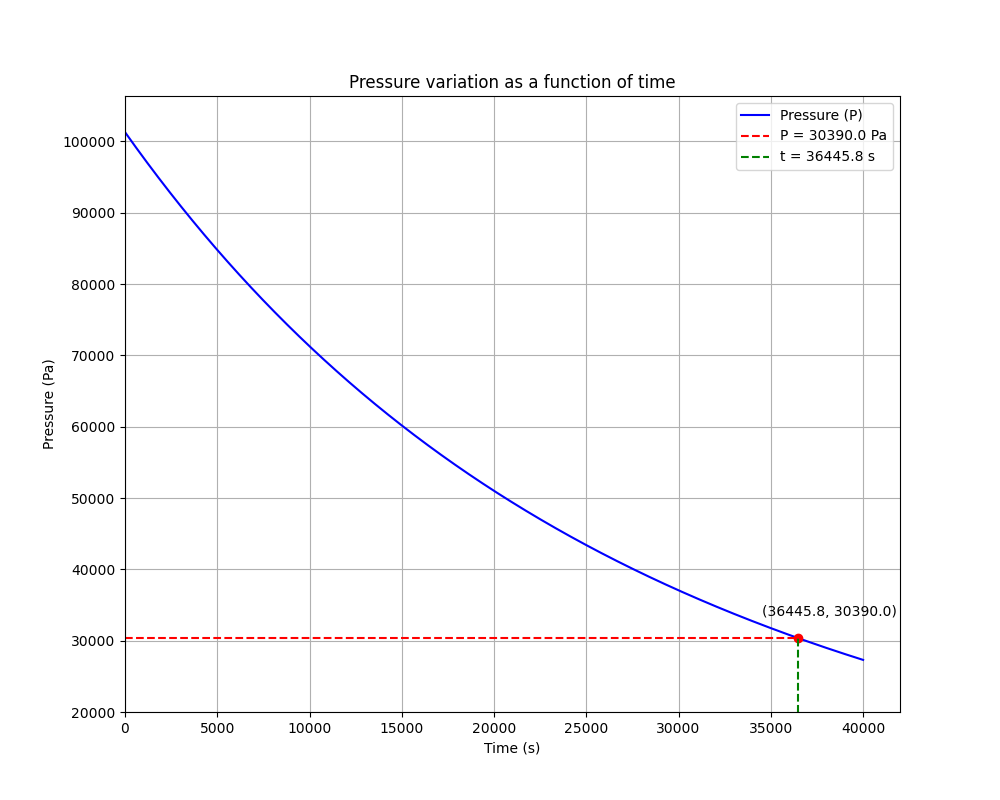 Pressure variation as a function of time
Pressure (P)
P = 30390.0 Pa
t = 36445.8 s
100000
90000
80000
70000
60000
50000
40000
30000
20000
Pressure (Pa)
(36445.8, 30390.0)
0 5000 10000 15000 20000 25000 30000 35000 40000
Time (s)